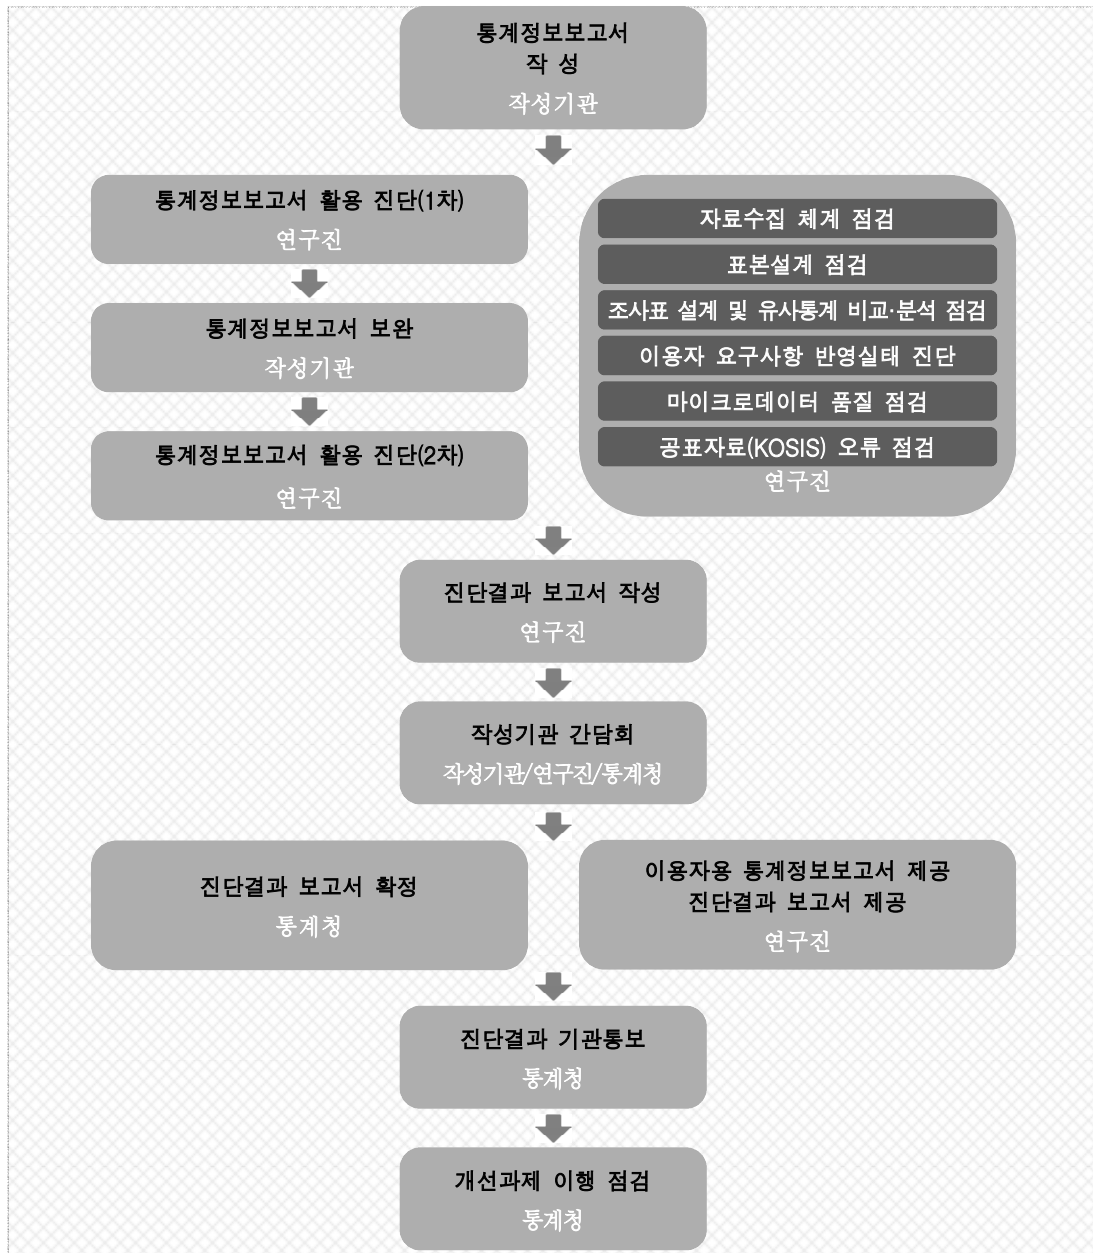 통계정보보고서
작 성
작성기관
통계정보보고서 활용 진단(1차)
연구진
통계정보보고서 보완
작성기관
통계정보보고서 활용 진단(2차)
연구진
자료수집 체계 점검
표본설계 점검
조사표 설계 및 유사통계 비교·분석 점검
이용자 요구사항 반영실태 진단
마이크로데이터 품질 점검
공표자료(KOSIS) 오류 점검
연구진
진단결과 보고서 작성
연구진
작성기관 간담회
작성기관/연구진/통계청
진단결과 보고서 확정
통계청
이용자용 통계정보보고서 제공
진단결과 보고서 제공
연구진
진단결과 기관통보
통계청
개선과제 이행 점검
통계청